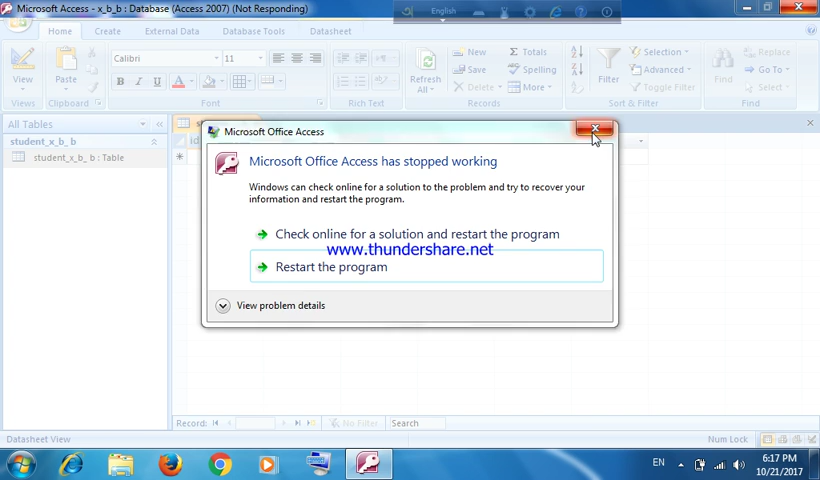 Microsoft Access - x_b_b : Database (Access 2007) (Not Responding)
English
Home Create External Data Database Tools Datasheet
View
Views
Paste
Clipboard
Calibri 11
B I U A
Font
Rich Text
Refresh All
New
Save
Delete
Totals
Spelling
More
Records
Filter
Selection
Advanced
Toggle Filter
Sort & Filter
Find
Replace
Go To
Select
Find
All Tables
student_x_b_ b
student_x_b_ b : Table
id
Microsoft Office Access
Microsoft Office Access has stopped working
Windows can check online for a solution to the problem and try to recover your
information and restart the program.
Check online for a solution and restart the program
www.thundershare.net
Restart the program
View problem details
Record: No Filter Search
Datasheet View Num Lock
EN 6:17 PM
10/21/2017